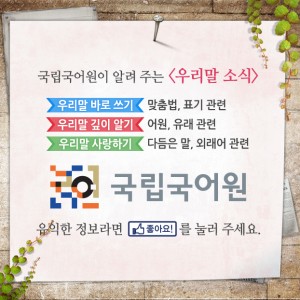 국립국어원이 알려 주는 〈우리말 소식〉
우리말 바로 쓰기 맞춤법, 표기 관련
우리말 깊이 알기 어원, 유래 관련
우리말 사랑하기 다듬은 말, 외래어 관련
국립국어원
유익한 정보라면 좋아요! 를 눌러 주세요.